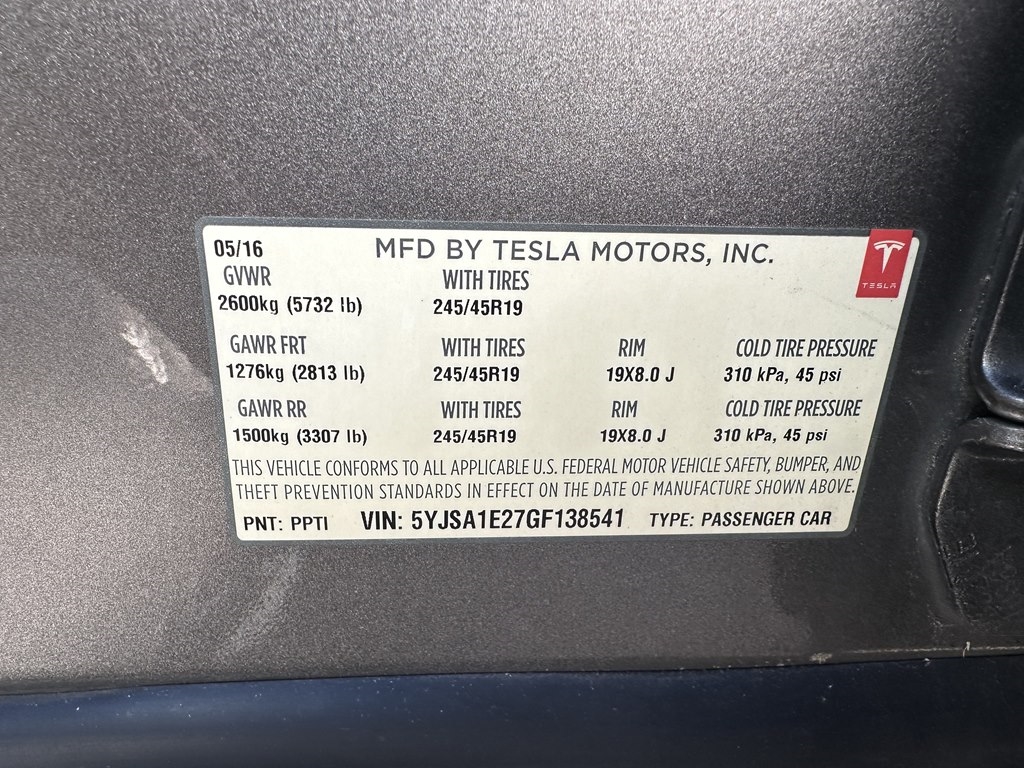 05/16 MFD BY TESLA MOTORS, INC.
TESLA
GVWR WITH TIRES
2600kg (5732 lb) 245/45R19
GAWR FRT WITH TIRES RIM COLD TIRE PRESSURE
1276kg (2813 lb) 245/45R19 19X8.0 J 310 kPa, 45 psi
GAWR RR WITH TIRES RIM COLD TIRE PRESSURE
1500kg (3307 lb) 245/45R19 19X8.0 J 310 kPa, 45 psi
THIS VEHICLE CONFORMS TO ALL APPLICABLE U.S. FEDERAL MOTOR VEHICLE SAFETY, BUMPER, AND
THEFT PREVENTION STANDARDS IN EFFECT ON THE DATE OF MANUFACTURE SHOWN ABOVE.
PNT: PPTI VIN: 5YJSA1E27GF138541 TYPE: PASSENGER CAR